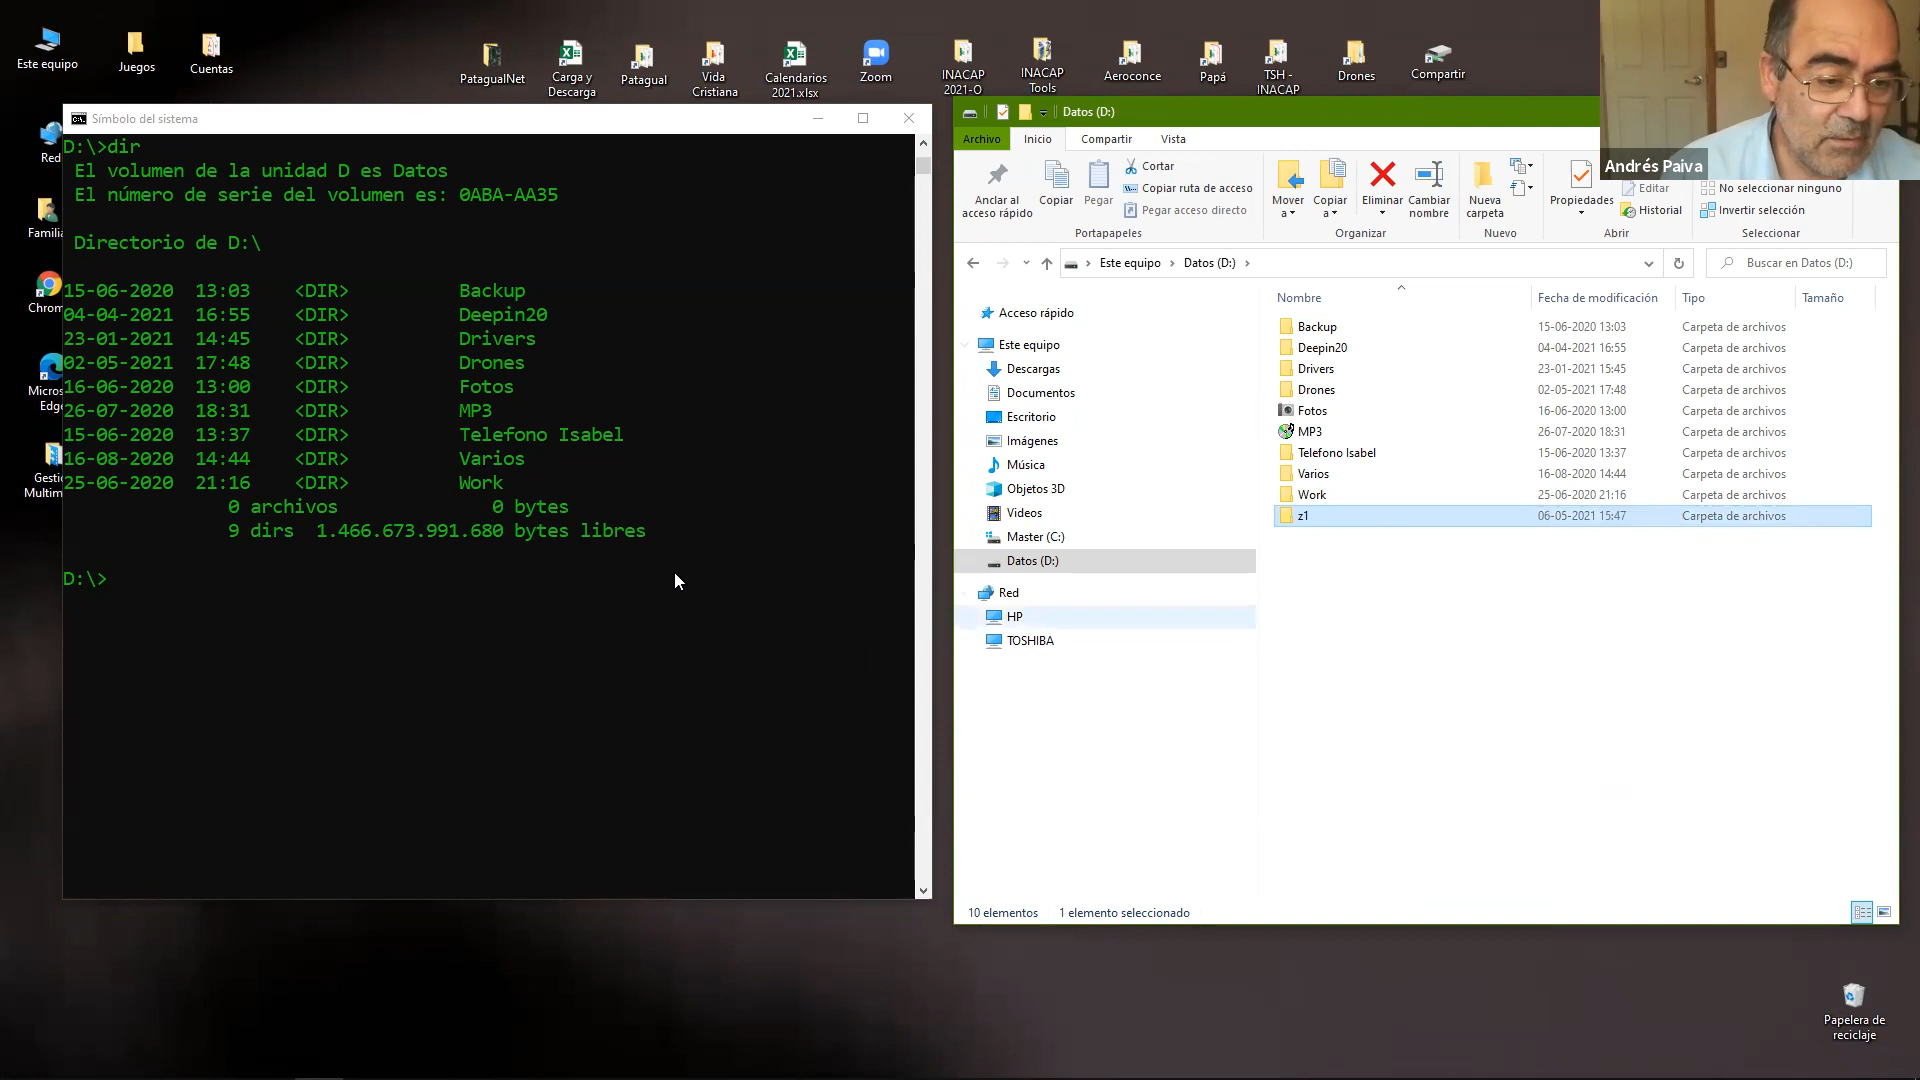 Este equipo
Juegos
Cuentas
PatagualNet
Carga y
Descarga
Patagual
Vida
Cristiana
Calendarios
2021.xlsx
Zoom
INACAP
2021-O
INACAP
Tools
Aeroconce
Papá
TSH -
INACAP
Drones
Compartir
Red
Familia
Chrom
Micros
Edge
Gestio
Multim
Símbolo del sistema
D:\>dir
El volumen de la unidad D es Datos
El número de serie del volumen es: 0ABA-AA35
Directorio de D:\
15-06-2020 13:03 <DIR> Backup
04-04-2021 16:55 <DIR> Deepin20
23-01-2021 14:45 <DIR> Drivers
02-05-2021 17:48 <DIR> Drones
16-06-2020 13:00 <DIR> Fotos
26-07-2020 18:31 <DIR> MP3
15-06-2020 13:37 <DIR> Telefono Isabel
16-08-2020 14:44 <DIR> Varios
25-06-2020 21:16 <DIR> Work
0 archivos 0 bytes
9 dirs 1.466.673.991.680 bytes libres
D:\>
Datos (D:)
Archivo Inicio Compartir Vista
Anclar al
acceso rápido
Copiar
Pegar
Cortar
Copiar ruta de acceso
Pegar acceso directo
Portapapeles
Mover
a
Copiar
a
Eliminar
Cambiar
nombre
Organizar
Nueva
carpeta
Nuevo
Propiedades
Editar
Historial
Abrir
No seleccionar ninguno
Invertir selección
Seleccionar
Andrés Paiva
Este equipo > Datos (D:) >
Buscar en Datos (D:)
Acceso rápido
Este equipo
Descargas
Documentos
Escritorio
Imágenes
Música
Objetos 3D
Videos
Master (C:)
Datos (D:)
Red
HP
TOSHIBA
Nombre Fecha de modificación Tipo Tamaño
Backup 15-06-2020 13:03 Carpeta de archivos
Deepin20 04-04-2021 16:55 Carpeta de archivos
Drivers 23-01-2021 15:45 Carpeta de archivos
Drones 02-05-2021 17:48 Carpeta de archivos
Fotos 16-06-2020 13:00 Carpeta de archivos
MP3 26-07-2020 18:31 Carpeta de archivos
Telefono Isabel 15-06-2020 13:37 Carpeta de archivos
Varios 16-08-2020 14:44 Carpeta de archivos
Work 25-06-2020 21:16 Carpeta de archivos
z1 06-05-2021 15:47 Carpeta de archivos
10 elementos 1 elemento seleccionado
Papelera de
reciclaje